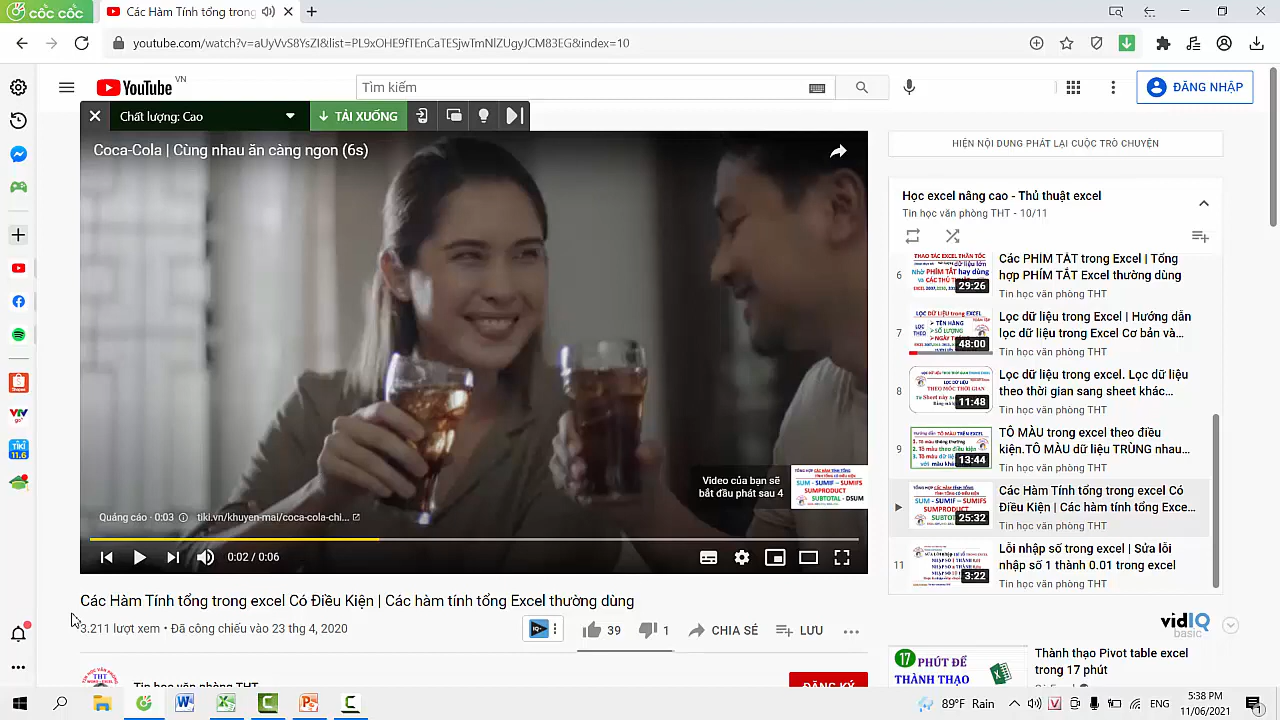 cốc cốc
Các Hàm Tính tổng trong
youtube.com/watch?v=aUyVvS8YsZI&list=PL9xOHE9fTEnCaTESjwTmNlZUgyJCM83EG&index=10
YouTube VN
Tìm kiếm
ĐĂNG NHẬP
Chất lượng: Cao
TẢI XUỐNG
Coca-Cola | Cùng nhau ăn càng ngon (6s)
Video của bạn sẽ
bắt đầu phát sau 4
Quảng cáo · 0:03
tiki.vn/khuyen-mai/coca-cola-chi...
0:02 / 0:06
Các Hàm Tính tổng trong excel Có Điều Kiện | Các hàm tính tổng Excel thường dùng
3.211 lượt xem • Đã công chiếu vào 23 thg 4, 2020
39
1
CHIA SẺ
LƯU
Tin học văn phòng THT
ĐĂNG KÝ
HIỆN NỘI DUNG PHÁT LẠI CUỘC TRÒ CHUYỆN
Học excel nâng cao - Thủ thuật excel
Tin học văn phòng THT - 10/11
6
29:26
Các PHÍM TẮT trong Excel | Tổng
hợp PHÍM TẮT Excel thường dùng
Tin học văn phòng THT
7
48:00
Lọc dữ liệu trong Excel | Hướng dẫn
lọc dữ liệu trong Excel Cơ bản và...
Tin học văn phòng THT
8
11:48
Lọc dữ liệu trong excel. Lọc dữ liệu
theo thời gian sang sheet khác...
Tin học văn phòng THT
9
13:44
TÔ MÀU trong excel theo điều
kiện.TÔ MÀU dữ liệu TRÙNG nhau...
Tin học văn phòng THT
25:32
Các Hàm Tính tổng trong excel Có
Điều Kiện | Các hàm tính tổng Exce...
Tin học văn phòng THT
11
3:22
Lỗi nhập số trong excel | Sửa lỗi
nhập số 1 thành 0.01 trong excel
Tin học văn phòng THT
vidIQ
basic
17 PHÚT ĐỂ
THÀNH THẠO
Thành thạo Pivot table excel
trong 17 phút
89°F Rain
ENG
5:38 PM
11/06/2021